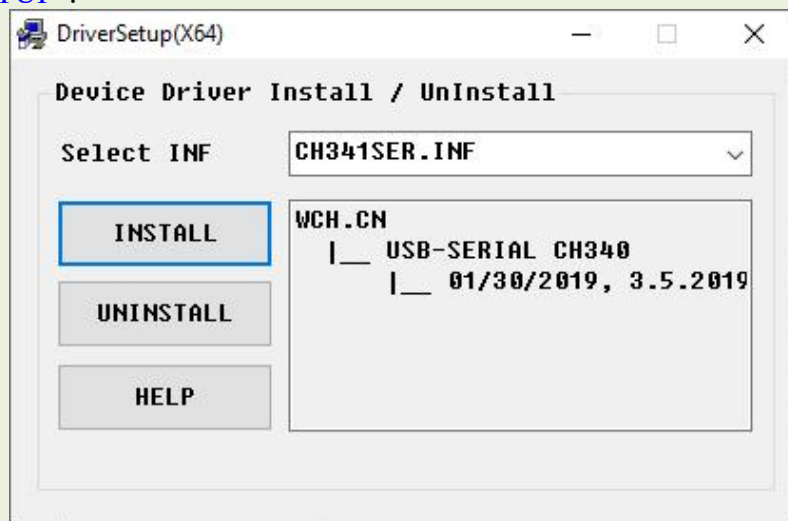 DriverSetup(X64)
Device Driver Install / UnInstall
Select INF
CH341SER.INF
INSTALL
WCH.CN
|__ USB-SERIAL CH340
|__ 01/30/2019, 3.5.2019
UNINSTALL
HELP